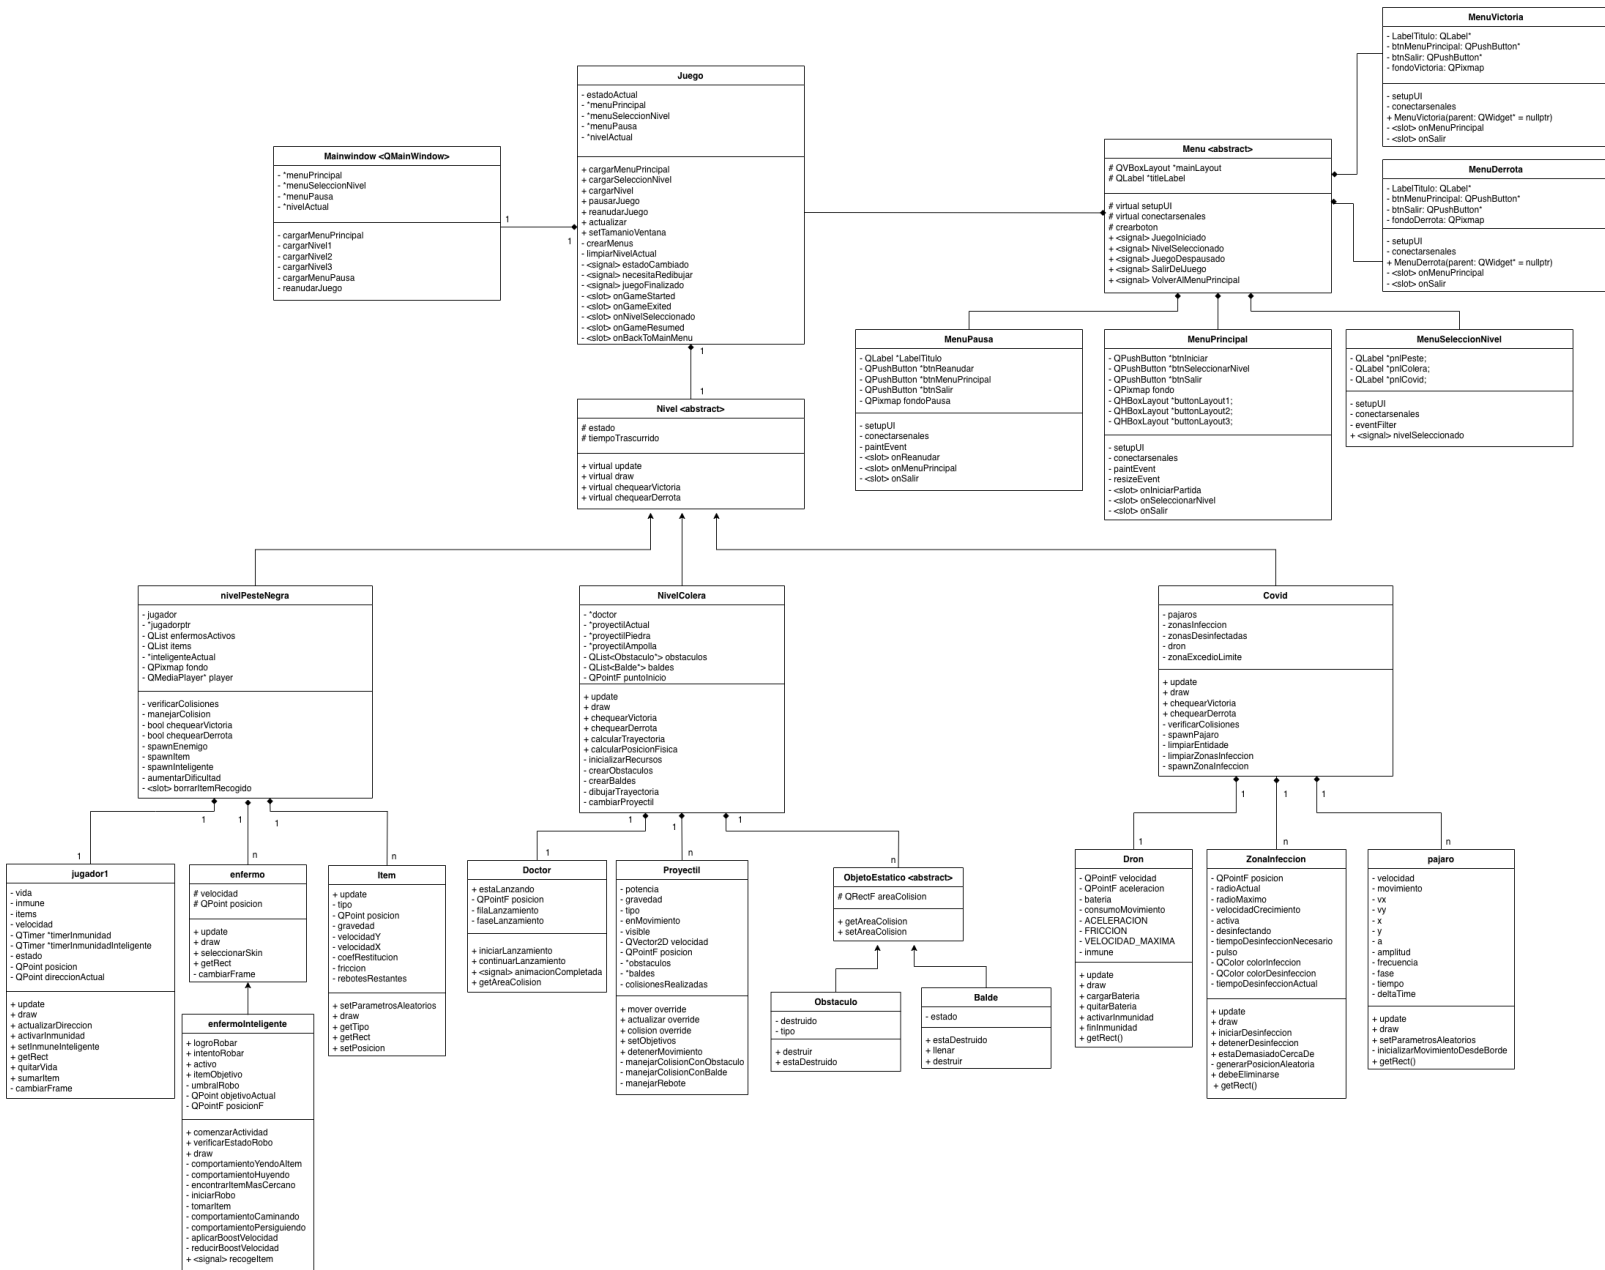 MenuVictoria
- LabelTitulo: QLabel*
- btnMenuPrincipal: QPushButton*
- btnSalir: QPushButton*
- fondoVictoria: QPixmap
- setupUI
- conectarsenales
+ MenuVictoria(parent: QWidget* = nullptr)
- <slot> onMenuPrincipal
- <slot> onSalir
Juego
- estadoActual
- *menuPrincipal
- *menuSeleccionNivel
- *menuPausa
- *nivelActual
+ cargarMenuPrincipal
+ cargarSeleccionNivel
+ cargarNivel
+ pausarJuego
+ reanudarJuego
+ actualizar
+ setTamanioVentana
- crearMenus
- limpiarNivelActual
- <signal> estadoCambiado
- <signal> necesitaRedibujar
- <signal> juegoFinalizado
- <slot> onGameStarted
- <slot> onGameExited
- <slot> onNivelSeleccionado
- <slot> onGameResumed
- <slot> onBackToMainMenu
Mainwindow <QMainWindow>
- *menuPrincipal
- *menuSeleccionNivel
- *menuPausa
- *nivelActual
- cargarMenuPrincipal
- cargarNivel1
- cargarNivel2
- cargarNivel3
- cargarMenuPausa
- reanudarJuego
1
1
Menu <abstract>
# QVBoxLayout *mainLayout
# QLabel *titleLabel
# virtual setupUI
# virtual conectarsenales
# crearboton
+ <signal> JuegoIniciado
+ <signal> NivelSeleccionado
+ <signal> JuegoDespausado
+ <signal> SalirDelJuego
+ <signal> VolverAlMenuPrincipal
MenuDerrota
- LabelTitulo: QLabel*
- btnMenuPrincipal: QPushButton*
- btnSalir: QPushButton*
- fondoDerrota: QPixmap
- setupUI
- conectarsenales
+ MenuDerrota(parent: QWidget* = nullptr)
- <slot> onMenuPrincipal
- <slot> onSalir
1
1
MenuPausa
- QLabel *LabelTitulo
- QPushButton *btnReanudar
- QPushButton *btnMenuPrincipal
- QPushButton *btnSalir
- QPixmap fondoPausa
- setupUI
- conectarsenales
- paintEvent
- <slot> onReanudar
- <slot> onMenuPrincipal
- <slot> onSalir
MenuPrincipal
- QPushButton *btnIniciar
- QPushButton *btnSeleccionarNivel
- QPushButton *btnSalir
- QPixmap fondo
- QHBoxLayout *buttonLayout1;
- QHBoxLayout *buttonLayout2;
- QHBoxLayout *buttonLayout3;
- setupUI
- conectarsenales
- paintEvent
- resizeEvent
- <slot> onIniciarPartida
- <slot> onSeleccionarNivel
- <slot> onSalir
MenuSeleccionNivel
- QLabel *pnlPeste;
- QLabel *pnlColera;
- QLabel *pnlCovid;
- setupUI
- conectarsenales
- eventFilter
+ <signal> nivelSeleccionado
Nivel <abstract>
# estado
# tiempoTrascurrido
+ virtual update
+ virtual draw
+ virtual chequearVictoria
+ virtual chequearDerrota
nivelPesteNegra
- jugador
- *jugadorptr
- QList enfermosActivos
- QList items
- *inteligenteActual
- QPixmap fondo
- QMediaPlayer* player
- verificarColisiones
- manejarColision
- bool chequearVictoria
- bool chequearDerrota
- spawnEnemigo
- spawnItem
- spawnInteligente
- aumentarDificultad
- <slot> borrarItemRecogido
NivelColera
- *doctor
- *proyectilActual
- *proyectilPiedra
- *proyectilAmpolla
- QList<Obstaculo*> obstaculos
- QList<Balde*> baldes
- QPointF puntoInicio
+ update
+ draw
+ chequearVictoria
+ chequearDerrota
+ calcularTrayectoria
+ calcularPosicionFisica
- inicializarRecursos
- crearObstaculos
- crearBaldes
- dibujarTrayectoria
- cambiarProyectil
Covid
- pajaros
- zonasInfeccion
- zonasDesinfectadas
- dron
- zonaExcedioLimite
+ update
+ draw
+ chequearVictoria
+ chequearDerrota
- verificarColisiones
- spawnPajaro
- limpiarEntidade
- limpiarZonasInfeccion
- spawnZonaInfeccion
1
1
1
1
n
n
1
1
1
1
n
n
1
1
1
1
n
n
jugador1
- vida
- inmune
- items
- velocidad
- QTimer *timerInmunidad
- QTimer *timerInmunidadInteligente
- estado
- QPoint posicion
- QPoint direccionActual
+ update
+ draw
+ actualizarDireccion
+ activarInmunidad
+ setInmuneInteligente
+ getRect
+ quitarVida
+ sumarItem
- cambiarFrame
enfermo
# velocidad
# QPoint posicion
+ update
+ draw
+ seleccionarSkin
+ getRect
- cambiarFrame
Item
+ update
- tipo
- QPoint posicion
- gravedad
- velocidadY
- velocidadX
- coefRestitucion
- friccion
- rebotesRestantes
+ setParametrosAleatorios
+ draw
+ getTipo
+ getRect
+ setPosicion
Doctor
+ estaLanzando
- QPointF posicion
- filaLanzamiento
- faseLanzamiento
+ iniciarLanzamiento
+ continuarLanzamiento
+ <signal> animacionCompletada
+ getAreaColision
Proyectil
- potencia
- gravedad
- tipo
- enMovimiento
- visible
- QVector2D velocidad
- QPointF posicion
- *obstaculos
- *baldes
- colisionesRealizadas
+ mover override
+ actualizar override
+ colision override
+ setObjetivos
+ detenerMovimiento
- manejarColisionConObstaculo
- manejarColisionConBalde
- manejarRebote
ObjetoEstatico <abstract>
# QRectF areaColision
+ getAreaColision
+ setAreaColision
Dron
- QPointF velocidad
- QPointF aceleracion
- bateria
- consumoMovimiento
- ACELERACION
- FRICCION
- VELOCIDAD_MAXIMA
- inmune
+ update
+ draw
+ cargarBateria
+ quitarBateria
+ activarInmunidad
+ finInmunidad
+ getRect()
ZonaInfeccion
- QPointF posicion
- radioActual
- radioMaximo
- velocidadCrecimiento
- activa
- desinfectando
- tiempoDesinfeccionNecesario
- pulso
- QColor colorInfeccion
- QColor colorDesinfeccion
- tiempoDesinfeccionActual
+ update
+ draw
+ iniciarDesinfeccion
+ detenerDesinfeccion
+ estaDemasiadoCercaDe
- generarPosicionAleatoria
+ debeEliminarse
+ getRect()
pajaro
- velocidad
- movimiento
- vx
- vy
- x
- y
- a
- amplitud
- frecuencia
- fase
- tiempo
- deltaTime
+ update
+ draw
+ setParametrosAleatorios
- inicializarMovimientoDesdeBorde
+ getRect()
enfermoInteligente
+ logroRobar
+ intentoRobar
+ activo
+ itemObjetivo
- umbralRobo
- QPoint objetivoActual
- QPointF posicionF
+ comenzarActividad
+ verificarEstadoRobo
+ draw
- comportamientoYendoAItem
- comportamientoHuyendo
- encontrarItemMasCercano
- iniciarRobo
- tomarItem
- comportamientoCaminando
- comportamientoPersiguiendo
- aplicarBoostVelocidad
- reducirBoostVelocidad
+ <signal> recogeItem
Obstaculo
- destruido
- tipo
+ destruir
+ estaDestruido
Balde
- estado
+ estaDestruido
+ llenar
+ destruir